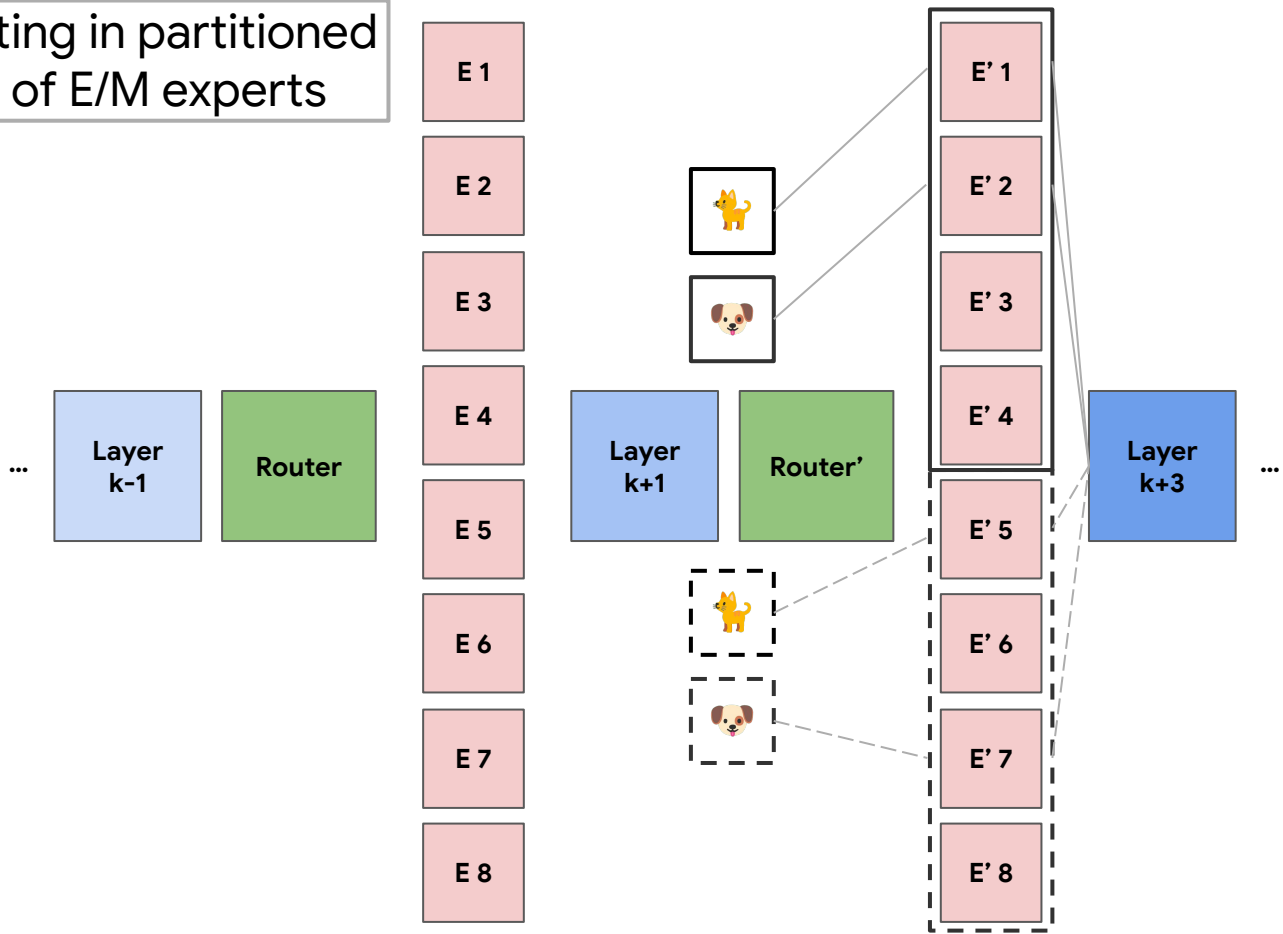 in partitioned
of E/M experts
E 1
E 2
E 3
E 4
E 5
E 6
E 7
E 8
...
Layer
k-1
Router
Layer
k+1
Router’
E’ 1
E’ 2
E’ 3
E’ 4
E’ 5
E’ 6
E’ 7
E’ 8
Layer
k+3
...